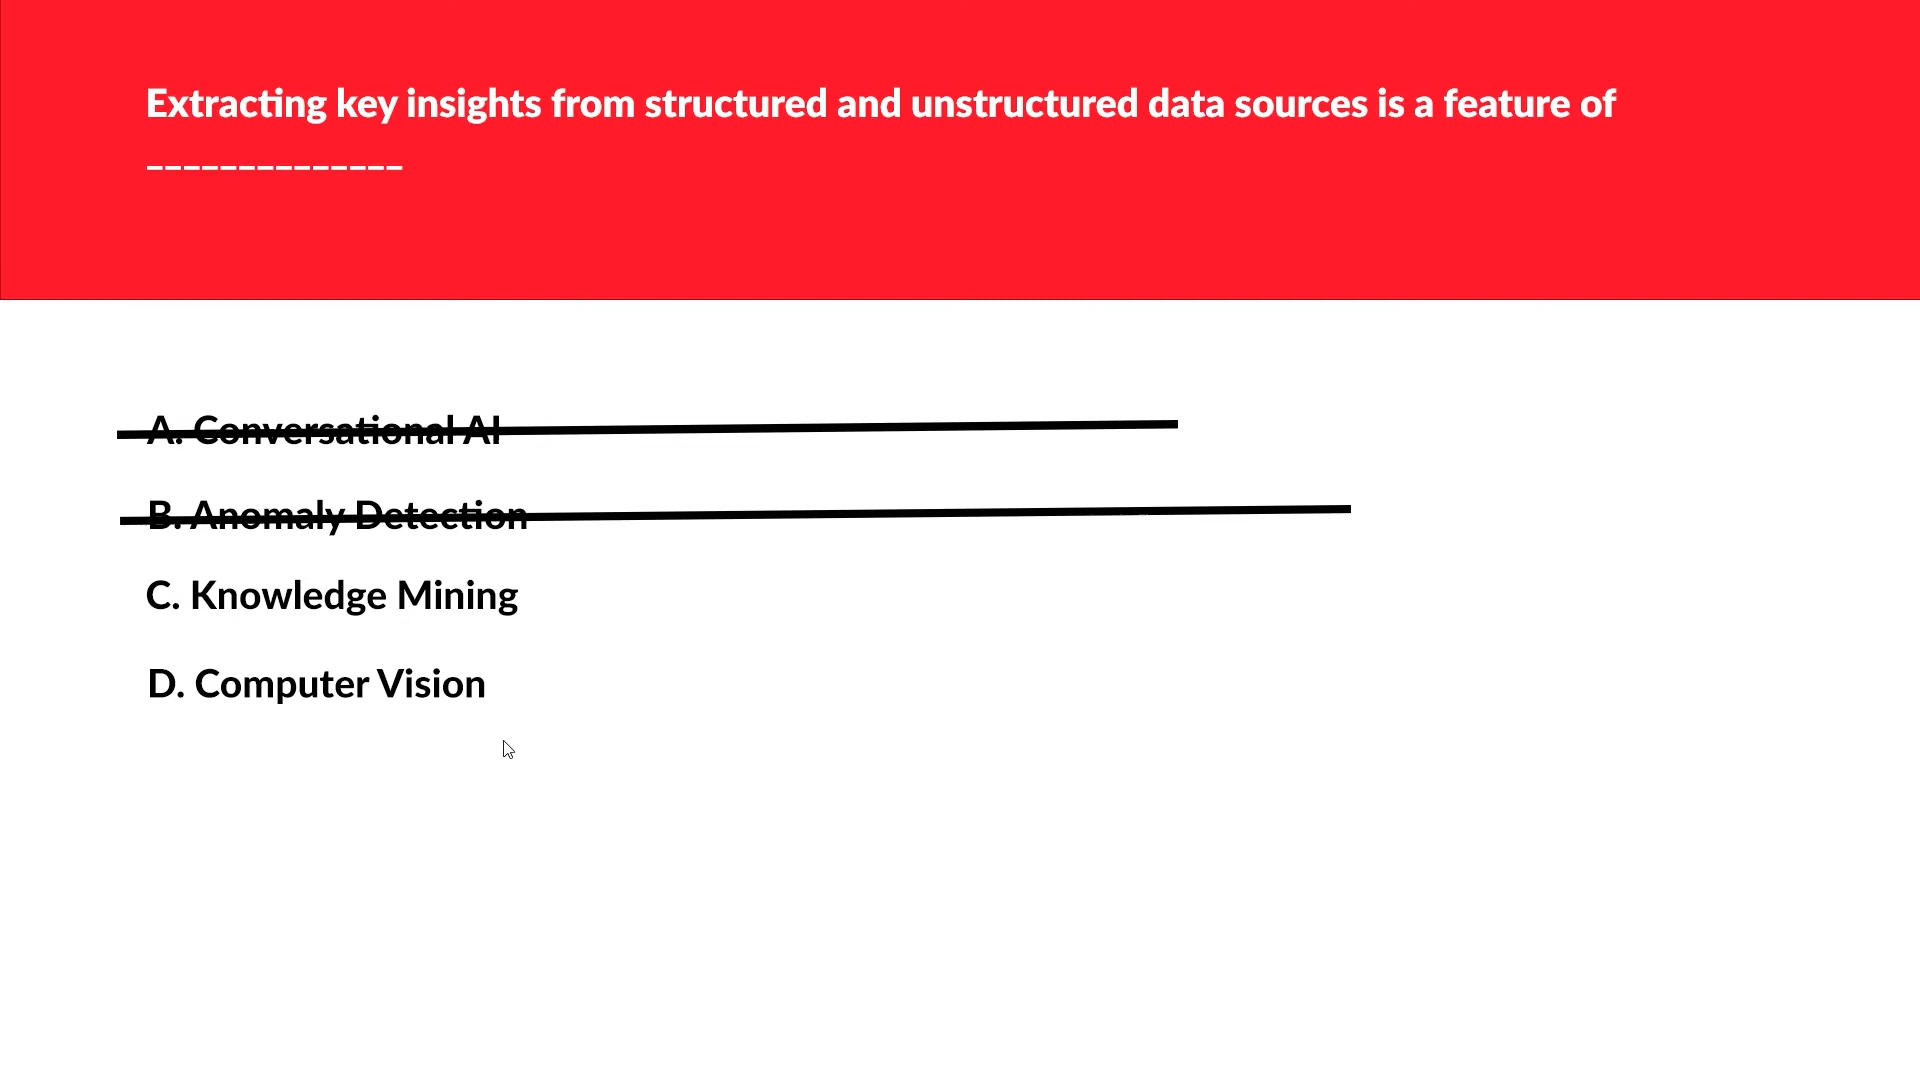 Extracting key insights from structured and unstructured data sources is a feature of
______________
A. Conversational AI
B. Anomaly Detection
C. Knowledge Mining
D. Computer Vision